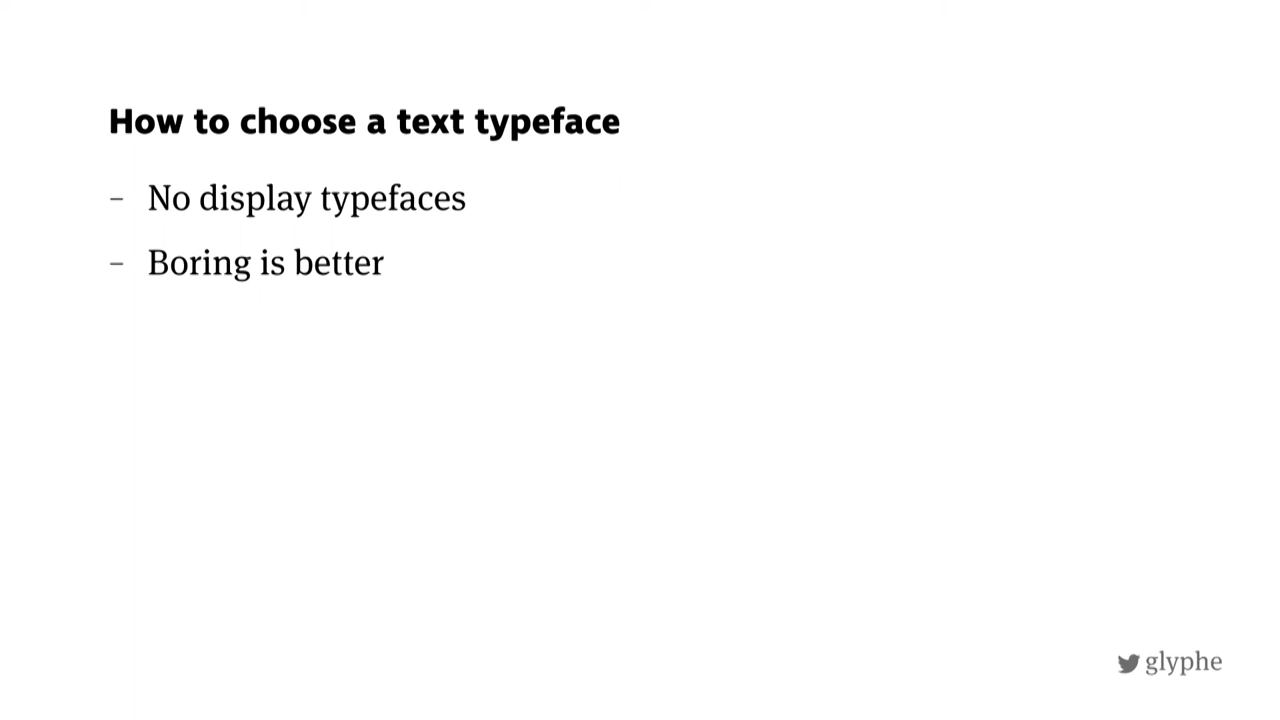 How to choose a text typeface
– No display typefaces
– Boring is better
glyphe